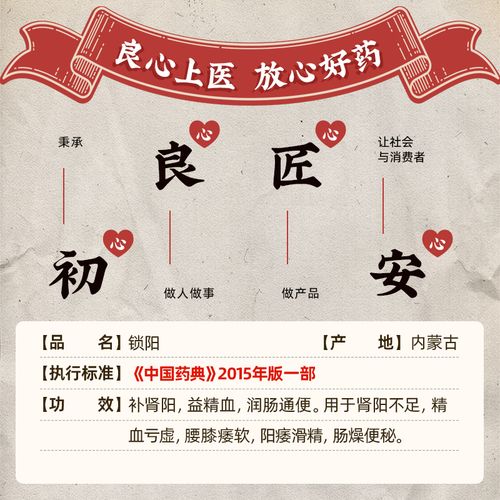 良心上医 放心好药
秉承
初心
良心
做人做事
匠心
做产品
让社会
与消费者
安心
【品 名】锁阳
【产 地】内蒙古
【执行标准】《中国药典》2015年版一部
【功 效】补肾阳，益精血，润肠通便。用于肾阳不足，精
血亏虚，腰膝痿软，阳痿滑精，肠燥便秘。